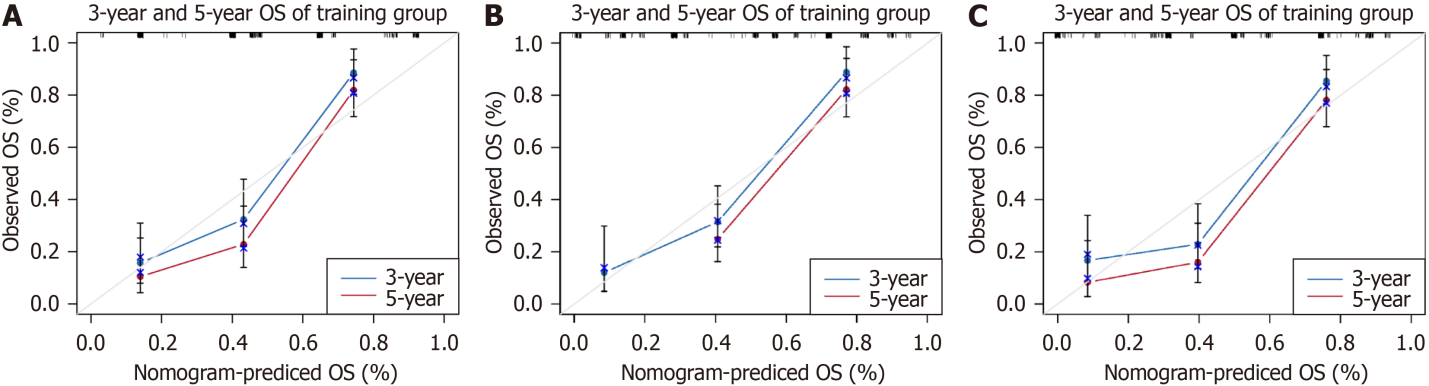 A
3-year and 5-year OS of training group
Observed OS (%)
1.0
0.8
0.6
0.4
0.2
0.0
3-year
5-year
0.0 0.2 0.4 0.6 0.8 1.0
Nomogram-prediced OS (%)
B
3-year and 5-year OS of training group
Observed OS (%)
1.0
0.8
0.6
0.4
0.2
0.0
3-year
5-year
0.0 0.2 0.4 0.6 0.8 1.0
Nomogram-prediced OS (%)
C
3-year and 5-year OS of training group
Observed OS (%)
1.0
0.8
0.6
0.4
0.2
0.0
3-year
5-year
0.0 0.2 0.4 0.6 0.8 1.0
Nomogram-prediced OS (%)